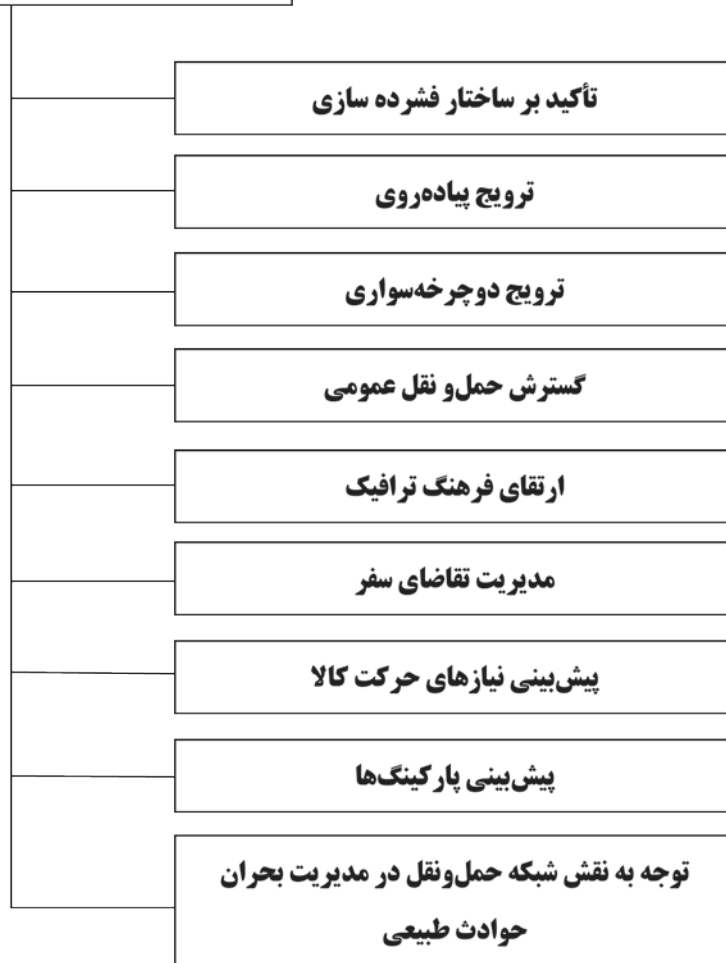 تأکید بر ساختار فشرده سازی
ترویج پیاده‌روی
ترویج دوچرخه‌سواری
گسترش حمل‌و نقل عمومی
ارتقای فرهنگ ترافیک
مدیریت تقاضای سفر
پیش‌بینی نیازهای حرکت کالا
پیش‌بینی پارکینگ‌ها
توجه به نقش شبکه حمل‌ونقل در مدیریت بحران
حوادث طبیعی